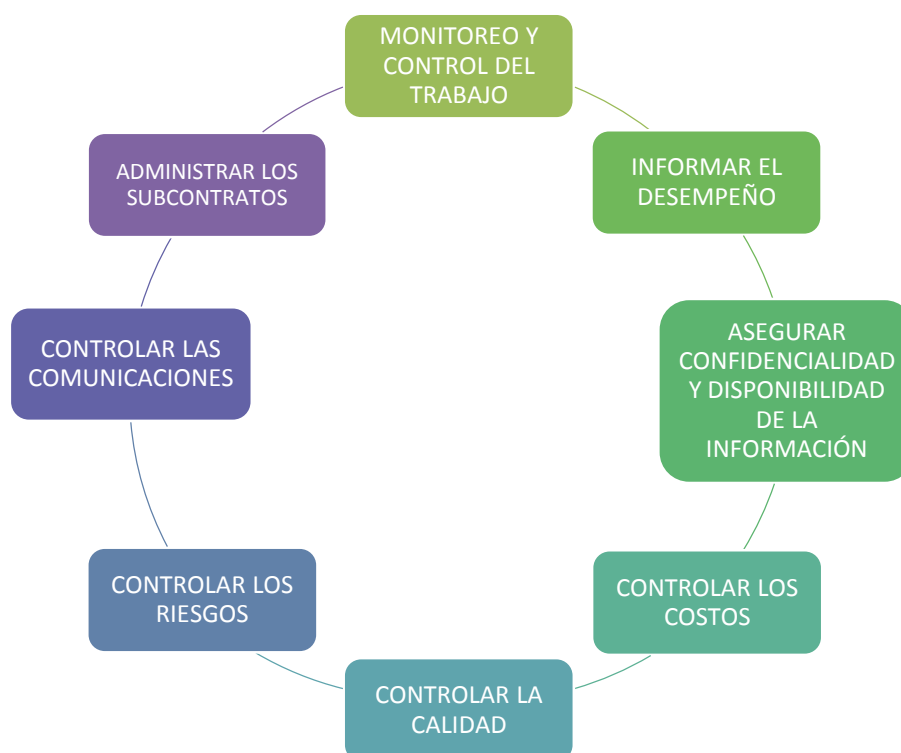 MONITOREO Y
CONTROL DEL
TRABAJO
INFORMAR EL
DESEMPEÑO
ASEGURAR
CONFIDENCIALIDAD
Y DISPONIBILIDAD
DE LA
INFORMACIÓN
CONTROLAR LOS
COSTOS
CONTROLAR LA
CALIDAD
CONTROLAR LOS
RIESGOS
CONTROLAR LAS
COMUNICACIONES
ADMINISTRAR LOS
SUBCONTRATOS